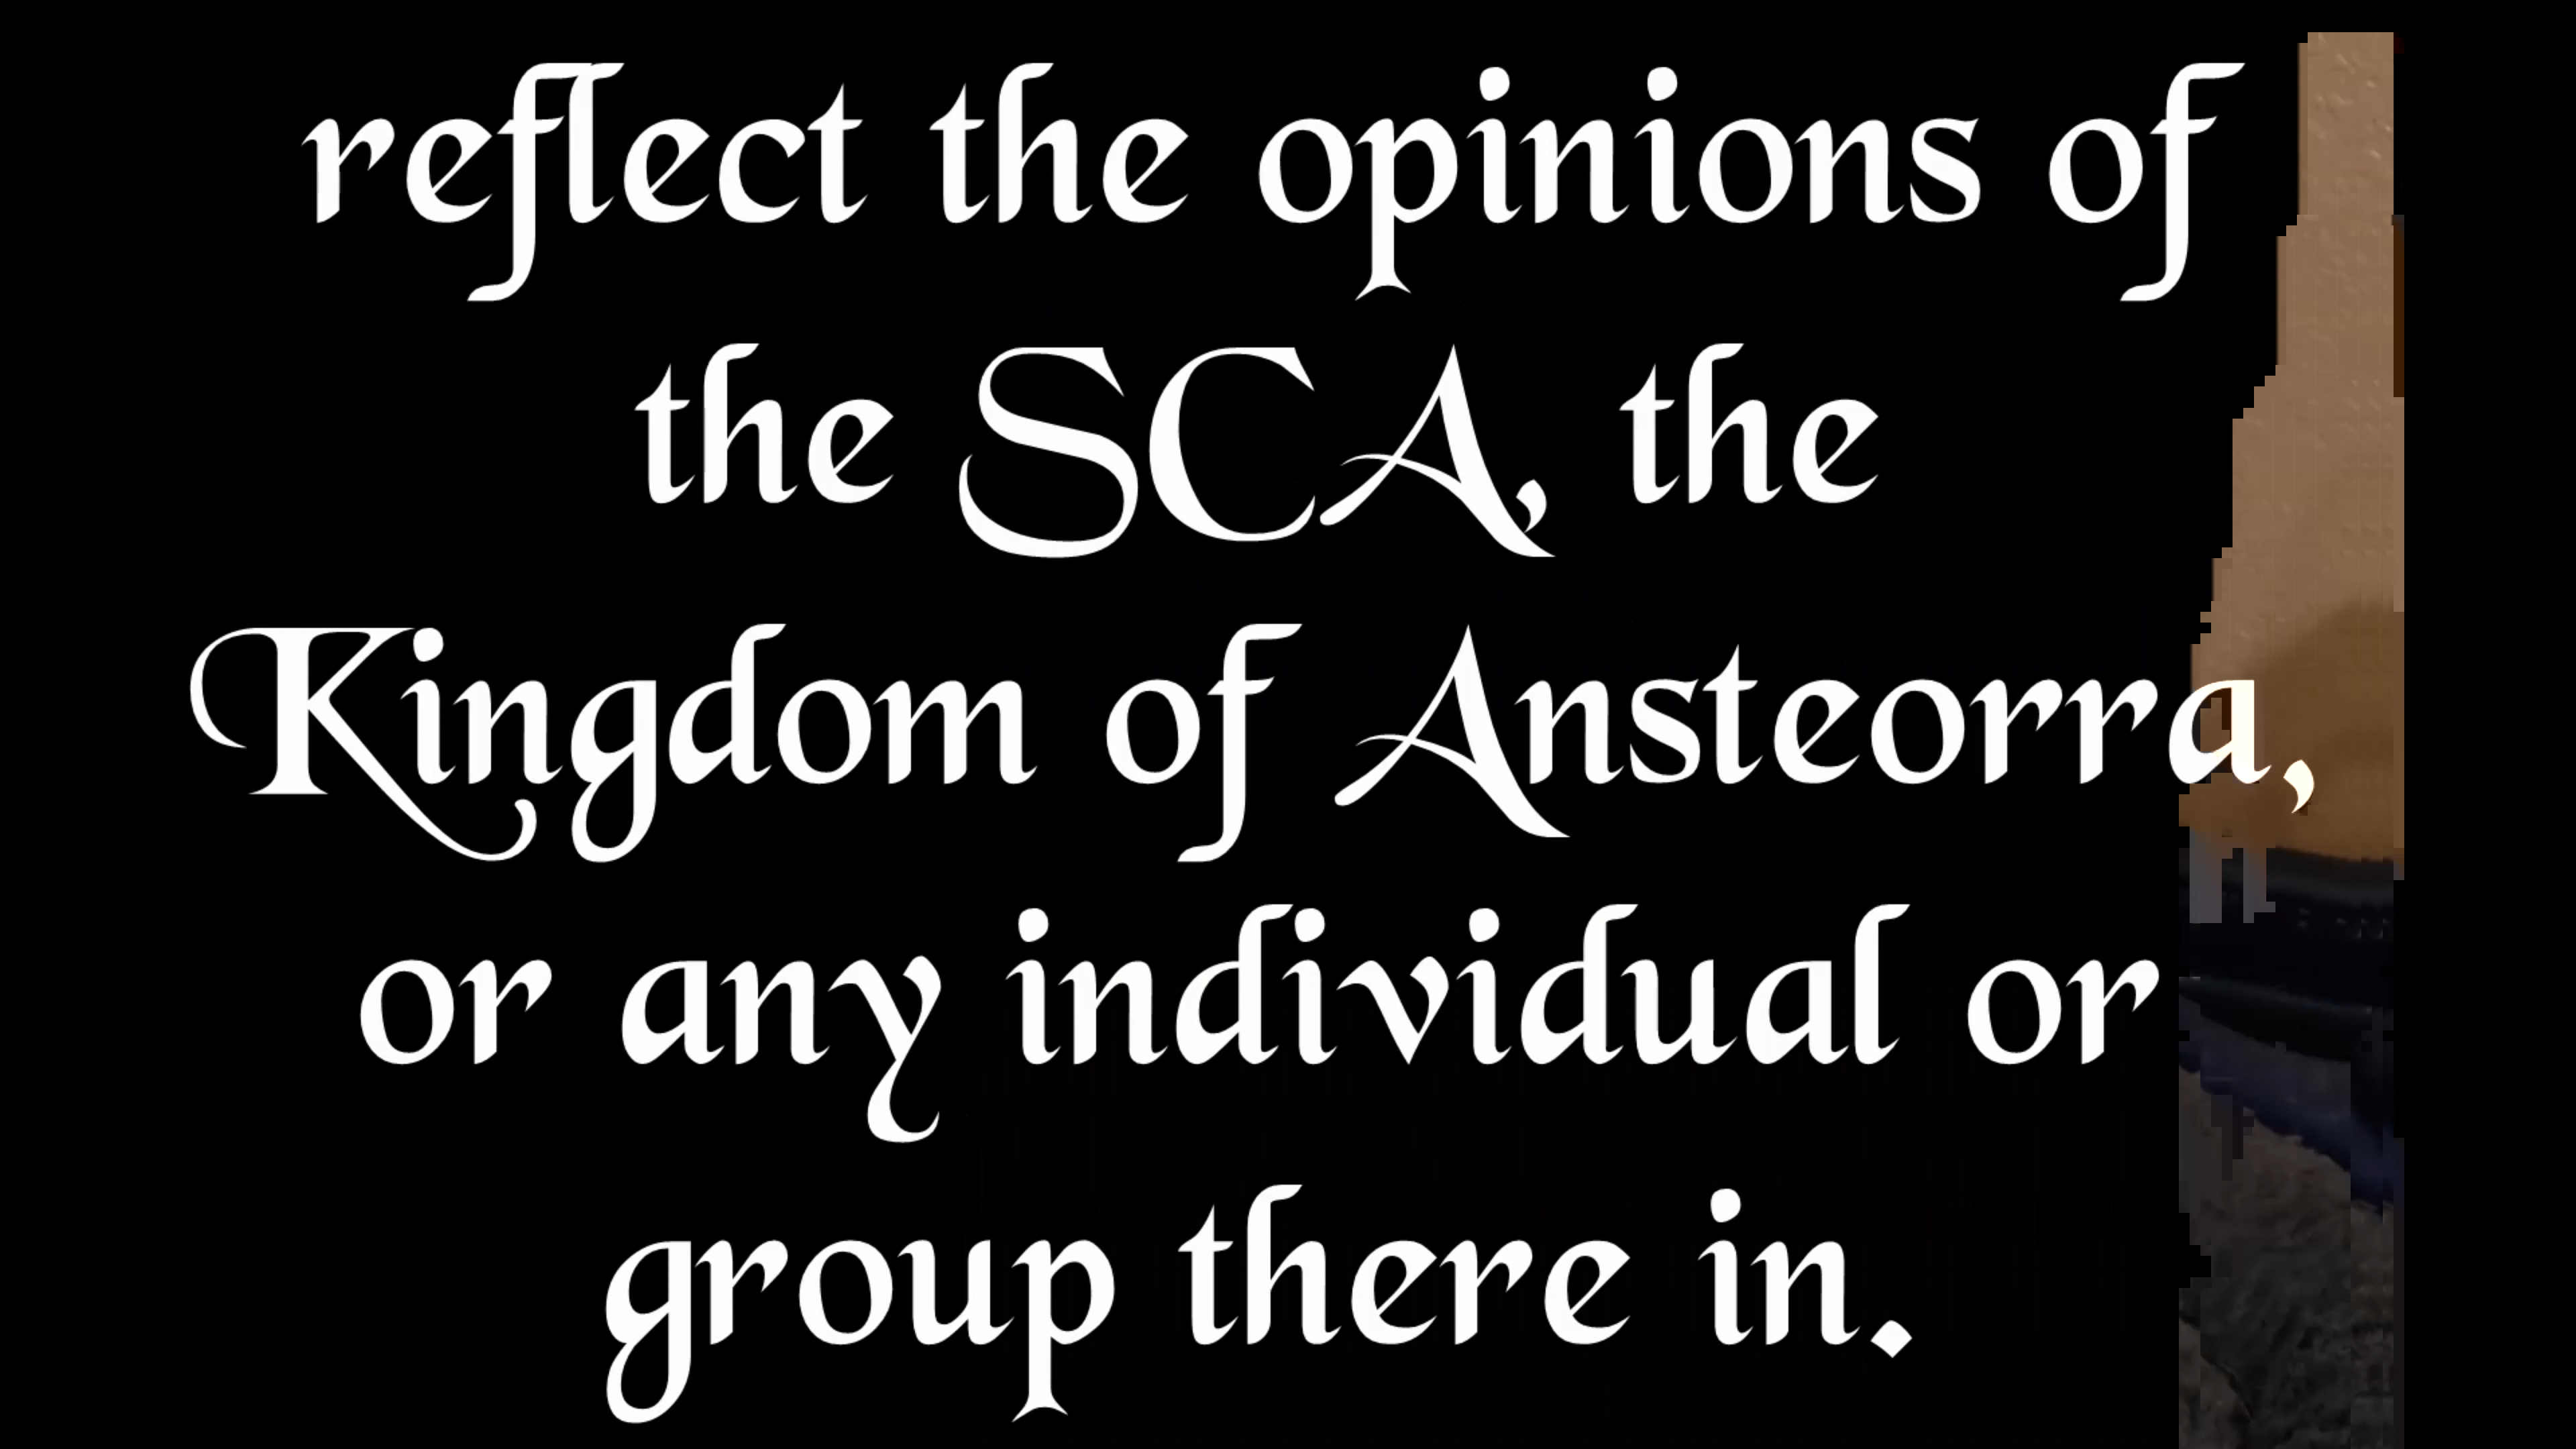 reflect the opinions of
the SCA, the
Kingdom of Ansteorra,
or any individual or
group there in.